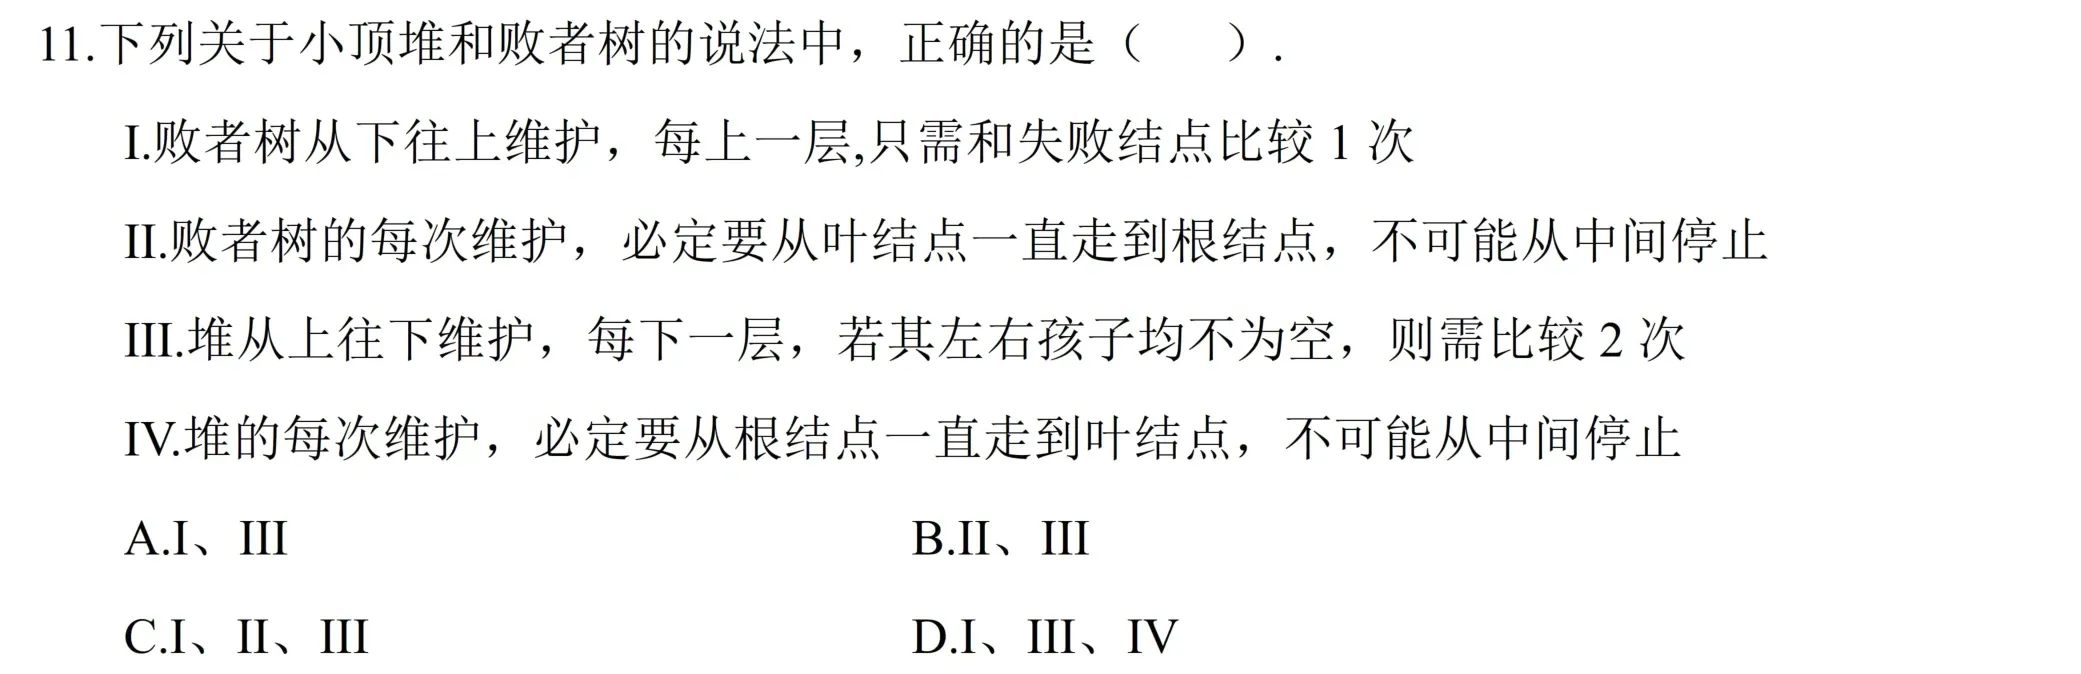 11.下列关于小顶堆和败者树的说法中，正确的是（　　）.
I.败者树从下往上维护，每上一层,只需和失败结点比较 1 次
II.败者树的每次维护，必定要从叶结点一直走到根结点，不可能从中间停止
III.堆从上往下维护，每下一层，若其左右孩子均不为空，则需比较 2 次
IV.堆的每次维护，必定要从根结点一直走到叶结点，不可能从中间停止
A.I、III　　B.II、III
C.I、II、III　　D.I、III、IV